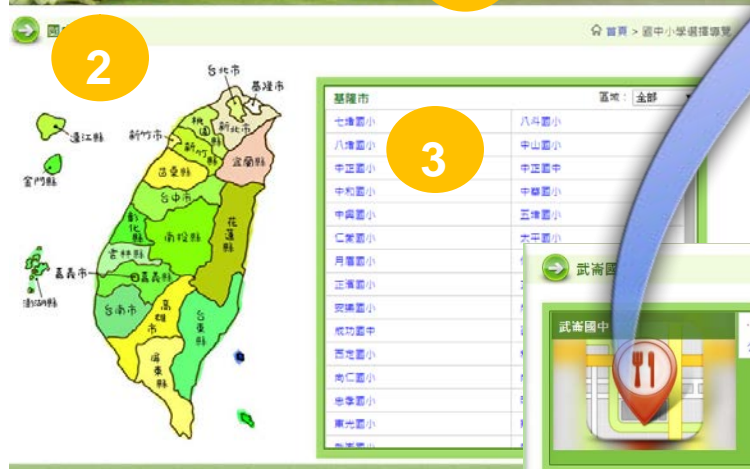 2
首頁 > 國中小學選擇導覽
台北市
基隆市
桃園縣
新北市
連江縣
新竹市
新竹縣
宜蘭縣
金門縣
苗栗縣
台中市
彰化縣
南投縣
花蓮縣
雲林縣
嘉義市
嘉義縣
澎湖縣
台南市
高雄市
台東縣
屏東縣
基隆市
區域： 全部
3
七堵國小
八斗國小
八堵國小
中山國小
中正國小
中正國中
中和國小
中華國小
中興國小
五堵國小
仁愛國小
太平國小
月眉國小
正濱國小
安樂國小
成功國中
西定國小
尚仁國小
忠孝國小
東光國小
武崙國
武崙國中